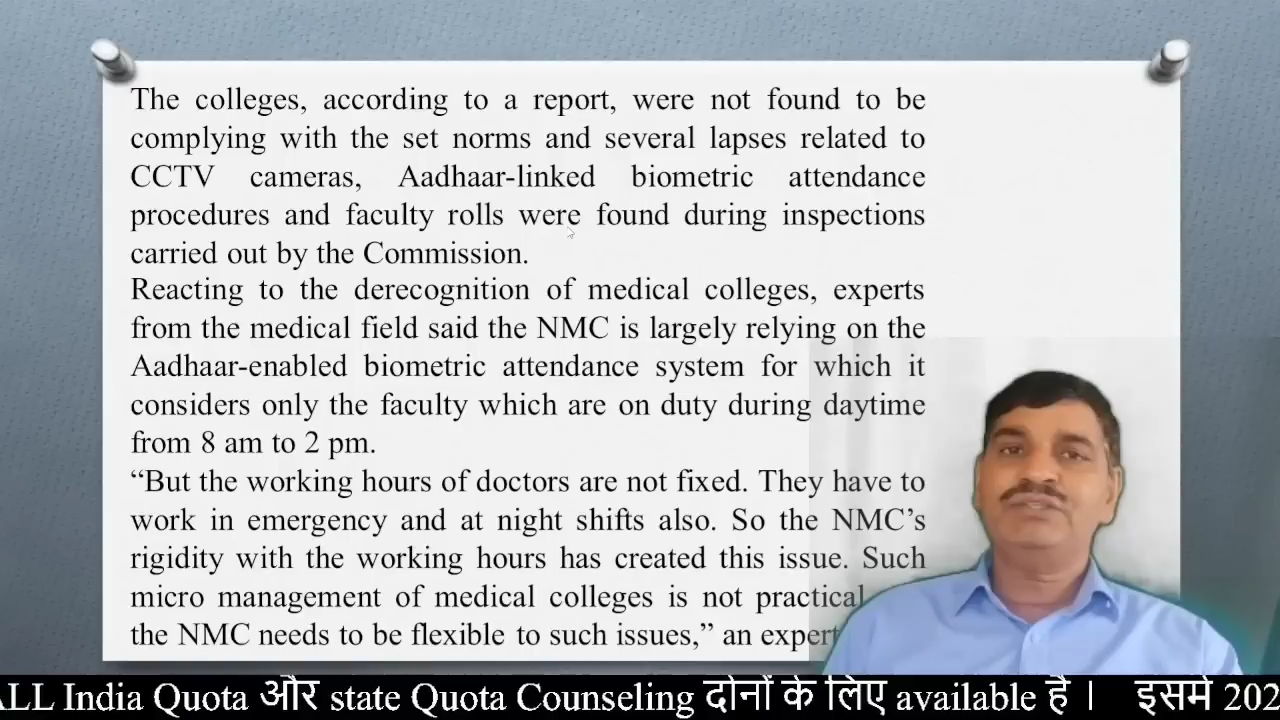 The colleges, according to a report, were not found to be
complying with the set norms and several lapses related to
CCTV cameras, Aadhaar-linked biometric attendance
procedures and faculty rolls were found during inspections
carried out by the Commission.
Reacting to the derecognition of medical colleges, experts
from the medical field said the NMC is largely relying on the
Aadhaar-enabled biometric attendance system for which it
considers only the faculty which are on duty during daytime
from 8 am to 2 pm.
“But the working hours of doctors are not fixed. They have to
work in emergency and at night shifts also. So the NMC’s
rigidity with the working hours has created this issue. Such
micro management of medical colleges is not practical
the NMC needs to be flexible to such issues,” an expert
ALL India Quota और state Quota Counseling दोनों के लिए available है । इसमे 202